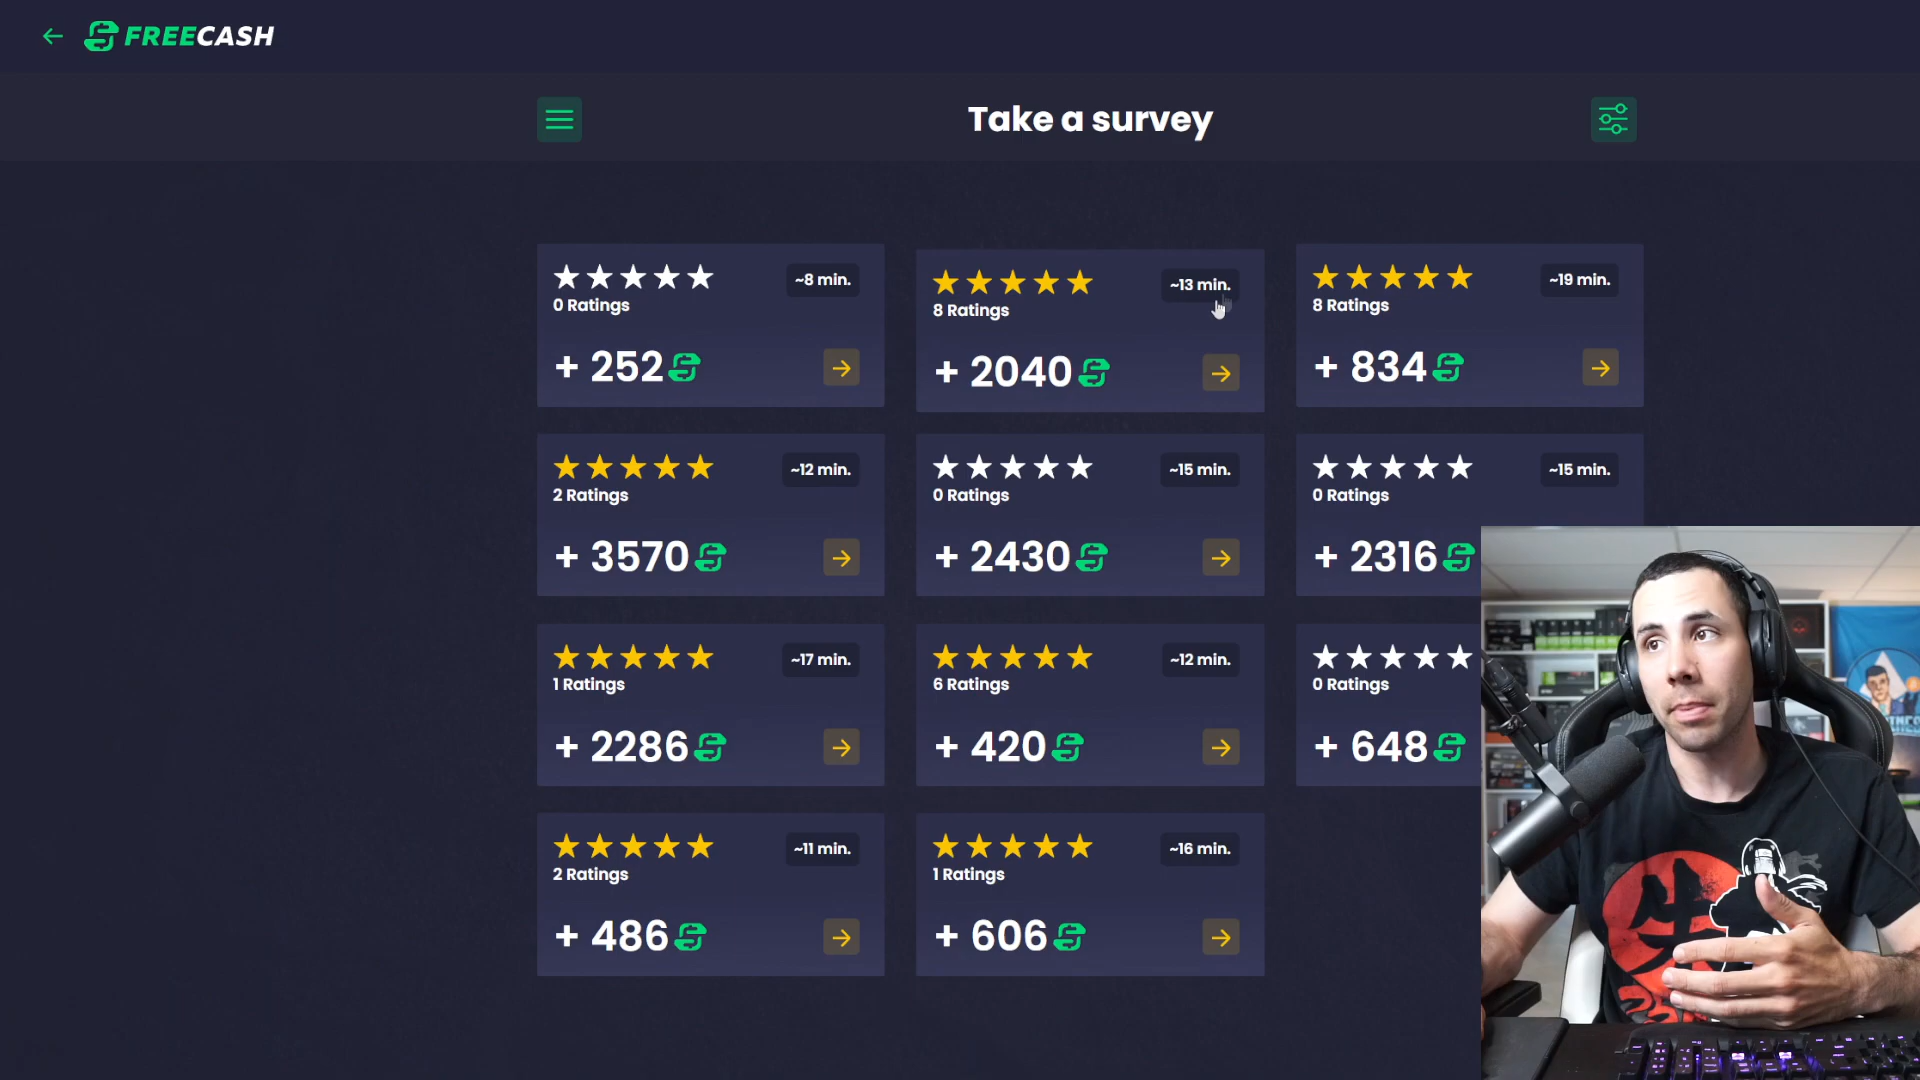 FREECASH
Take a survey
~8 min.
0 Ratings
+ 252
~13 min.
8 Ratings
+ 2040
~19 min.
8 Ratings
+ 834
~12 min.
2 Ratings
+ 3570
~15 min.
0 Ratings
+ 2430
~15 min.
0 Ratings
+ 2316
~17 min.
1 Ratings
+ 2286
~12 min.
6 Ratings
+ 420
0 Ratings
+ 648
~11 min.
2 Ratings
+ 486
~16 min.
1 Ratings
+ 606